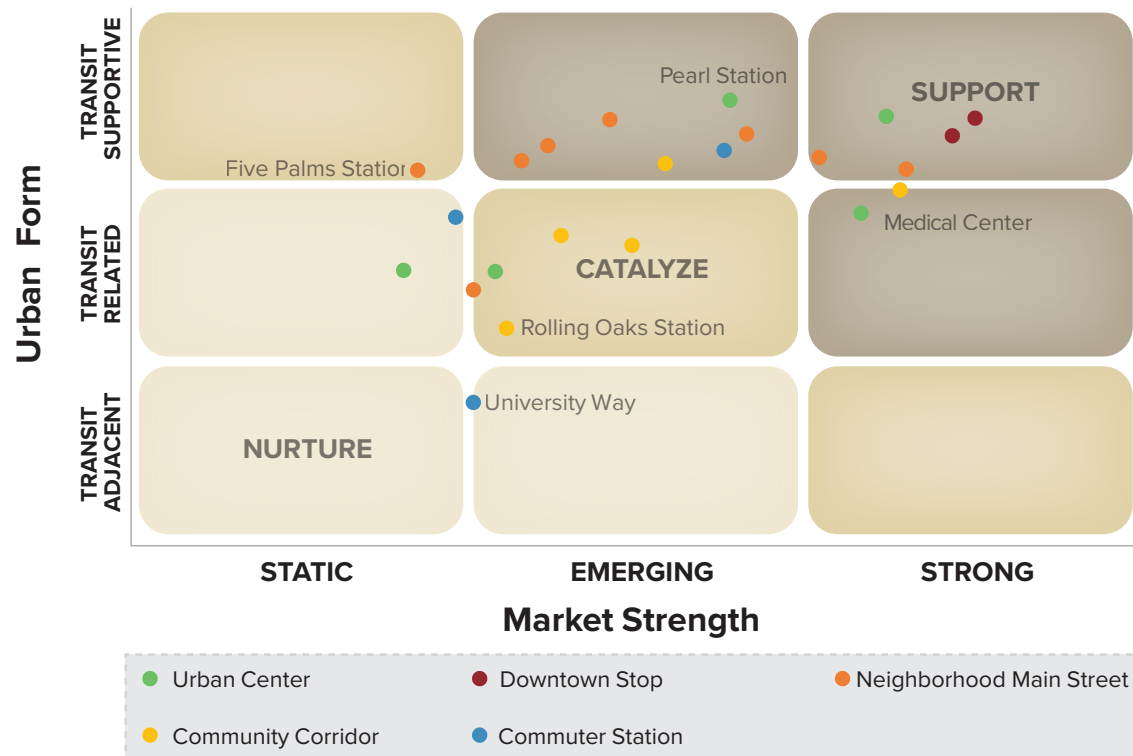 Urban Form
TRANSIT
SUPPORTIVE
TRANSIT
RELATED
TRANSIT
ADJACENT
Pearl Station
SUPPORT
Five Palms Station
Medical Center
CATALYZE
Rolling Oaks Station
University Way
NURTURE
STATIC
EMERGING
STRONG
Market Strength
Urban Center
Downtown Stop
Neighborhood Main Street
Community Corridor
Commuter Station